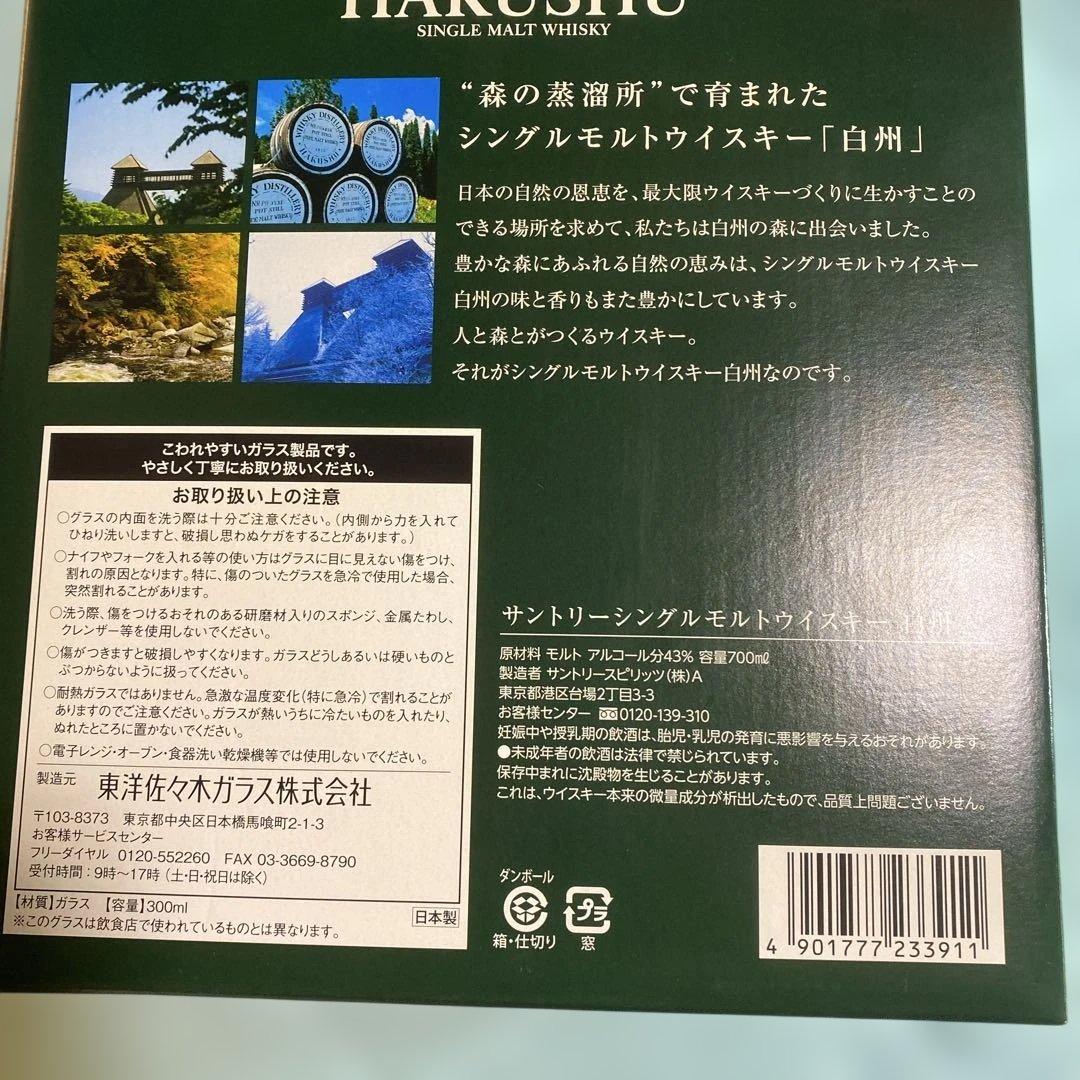 HAKUSHU
SINGLE MALT WHISKY
“森の蒸溜所”で育まれた
シングルモルトウイスキー「白州」
日本の自然の恩恵を、最大限ウイスキーづくりに生かすことの
できる場所を求めて、私たちは白州の森に出会いました。
豊かな森にあふれる自然の恵みは、シングルモルトウイスキー
白州の味と香りもまた豊かにしています。
人と森とがつくるウイスキー。
それがシングルモルトウイスキー白州なのです。
WHISKY DISTILLERY
POT STILL
HAKUSHU
WHISKY DISTILLERY
POT STILL
こわれやすいガラス製品です。
やさしく丁寧にお取り扱いください。
お取り扱い上の注意
○グラスの内面を洗う際は十分ご注意ください。(内側から力を入れて
ひねり洗いしますと、破損し思わぬケガをすることがあります。)
○ナイフやフォークを入れる等の使い方はグラスに目に見えない傷をつけ、
割れの原因となります。特に、傷のついたグラスを急冷で使用した場合、
突然割れることがあります。
○洗う際、傷をつけるおそれのある研磨材入りのスポンジ、金属たわし、
クレンザー等を使用しないでください。
○傷がつきますと破損しやすくなります。ガラスどうしあるいは硬いものと
ぶつからないように扱ってください。
○耐熱ガラスではありません。急激な温度変化(特に急冷)で割れることが
ありますのでご注意ください。ガラスが熱いうちに冷たいものを入れたり、
ぬれたところに置かないでください。
○電子レンジ・オーブン・食器洗い乾燥機等では使用しないでください。
製造元 東洋佐々木ガラス株式会社
〒103-8373 東京都中央区日本橋馬喰町2-1-3
お客様サービスセンター
フリーダイヤル 0120-552260 FAX 03-3669-8790
受付時間:9時～17時(土・日・祝日は除く)
【材質】ガラス 【容量】300ml
※このグラスは飲食店で使われているものとは異なります。
日本製
サントリーシングルモルトウイスキー 白州
原材料 モルト アルコール分43% 容量700㎖
製造者 サントリースピリッツ(株)A
東京都港区台場2丁目3-3
お客様センター 0120-139-310
妊娠中や授乳期の飲酒は、胎児・乳児の発育に悪影響を与えるおそれがあります。
●未成年者の飲酒は法律で禁じられています。
保存中まれに沈殿物を生じることがあります。
これは、ウイスキー本来の微量成分が析出したもので、品質上問題ございません。
ダンボール
箱・仕切り
プラ
窓
4 901777 233911